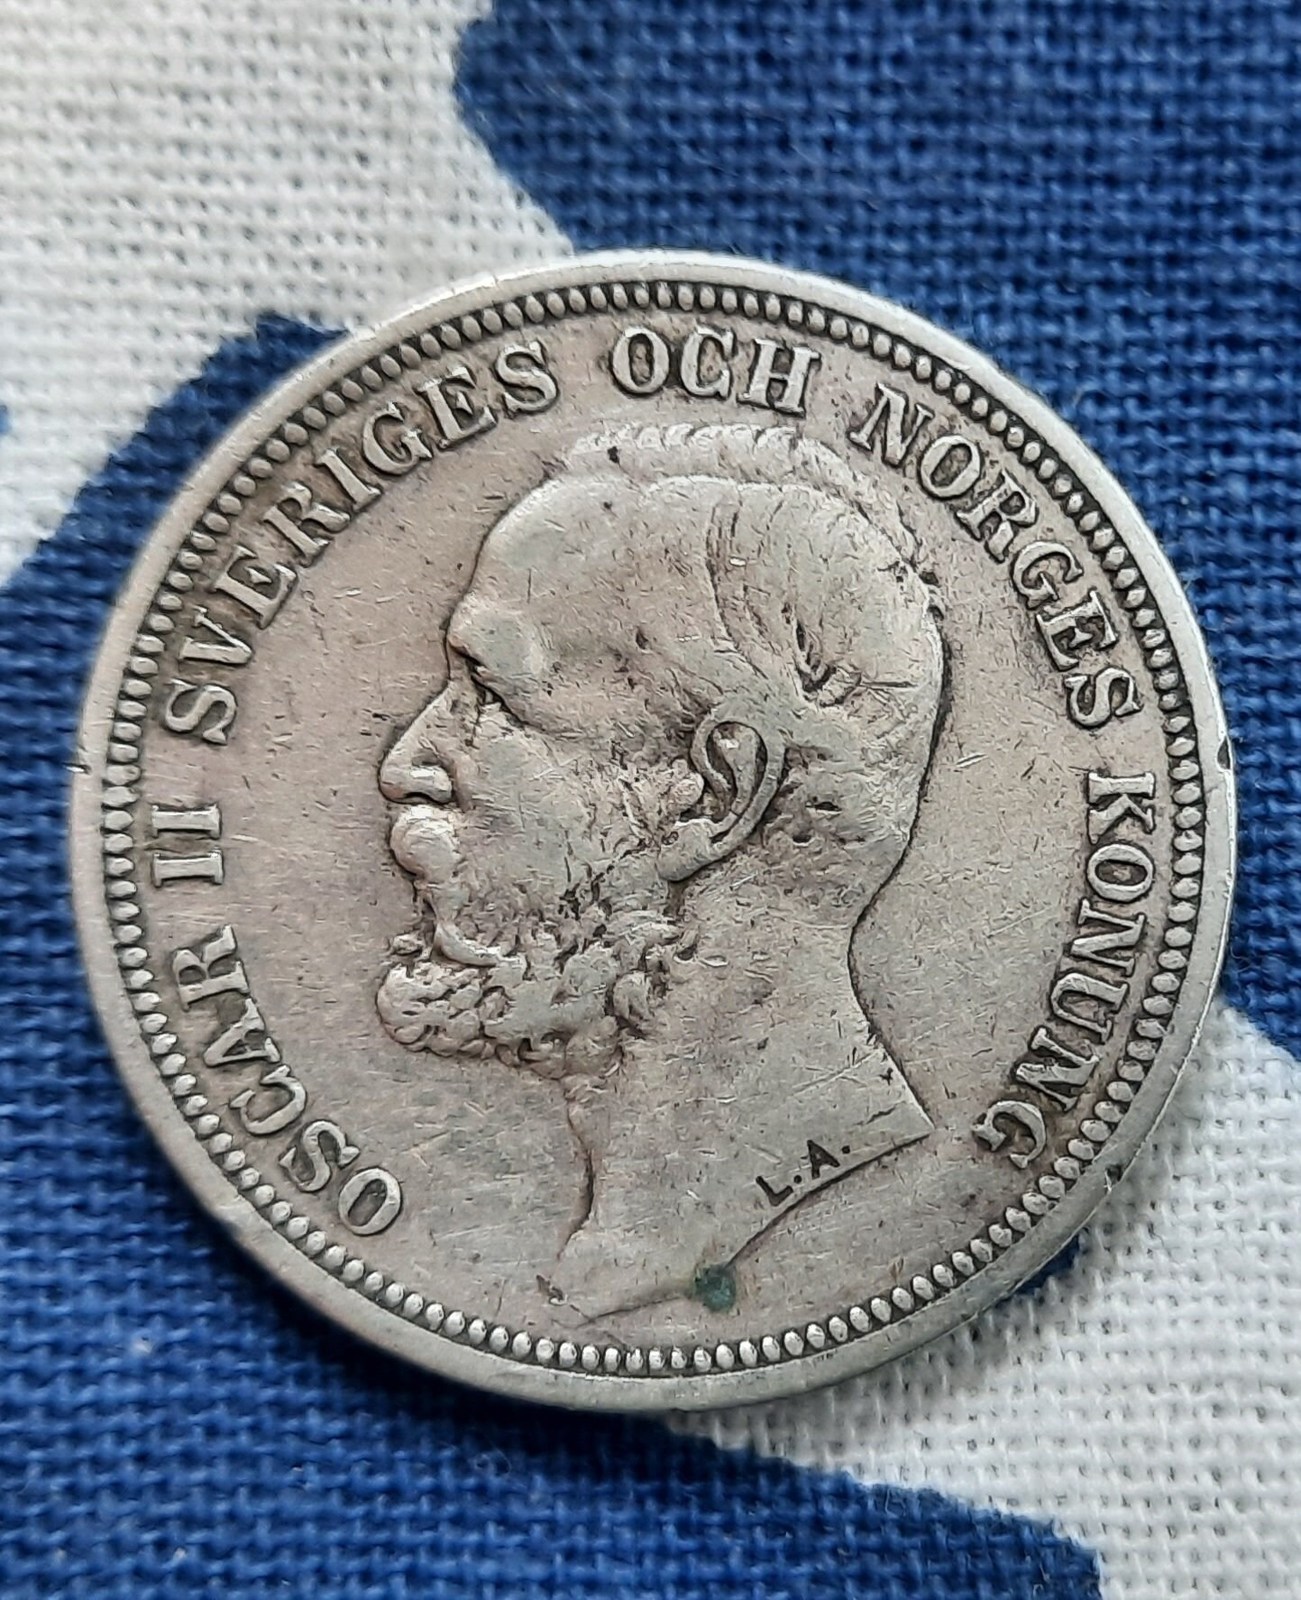 OSCAR II SVERIGES OCH NORGES KONUNG
L.A.